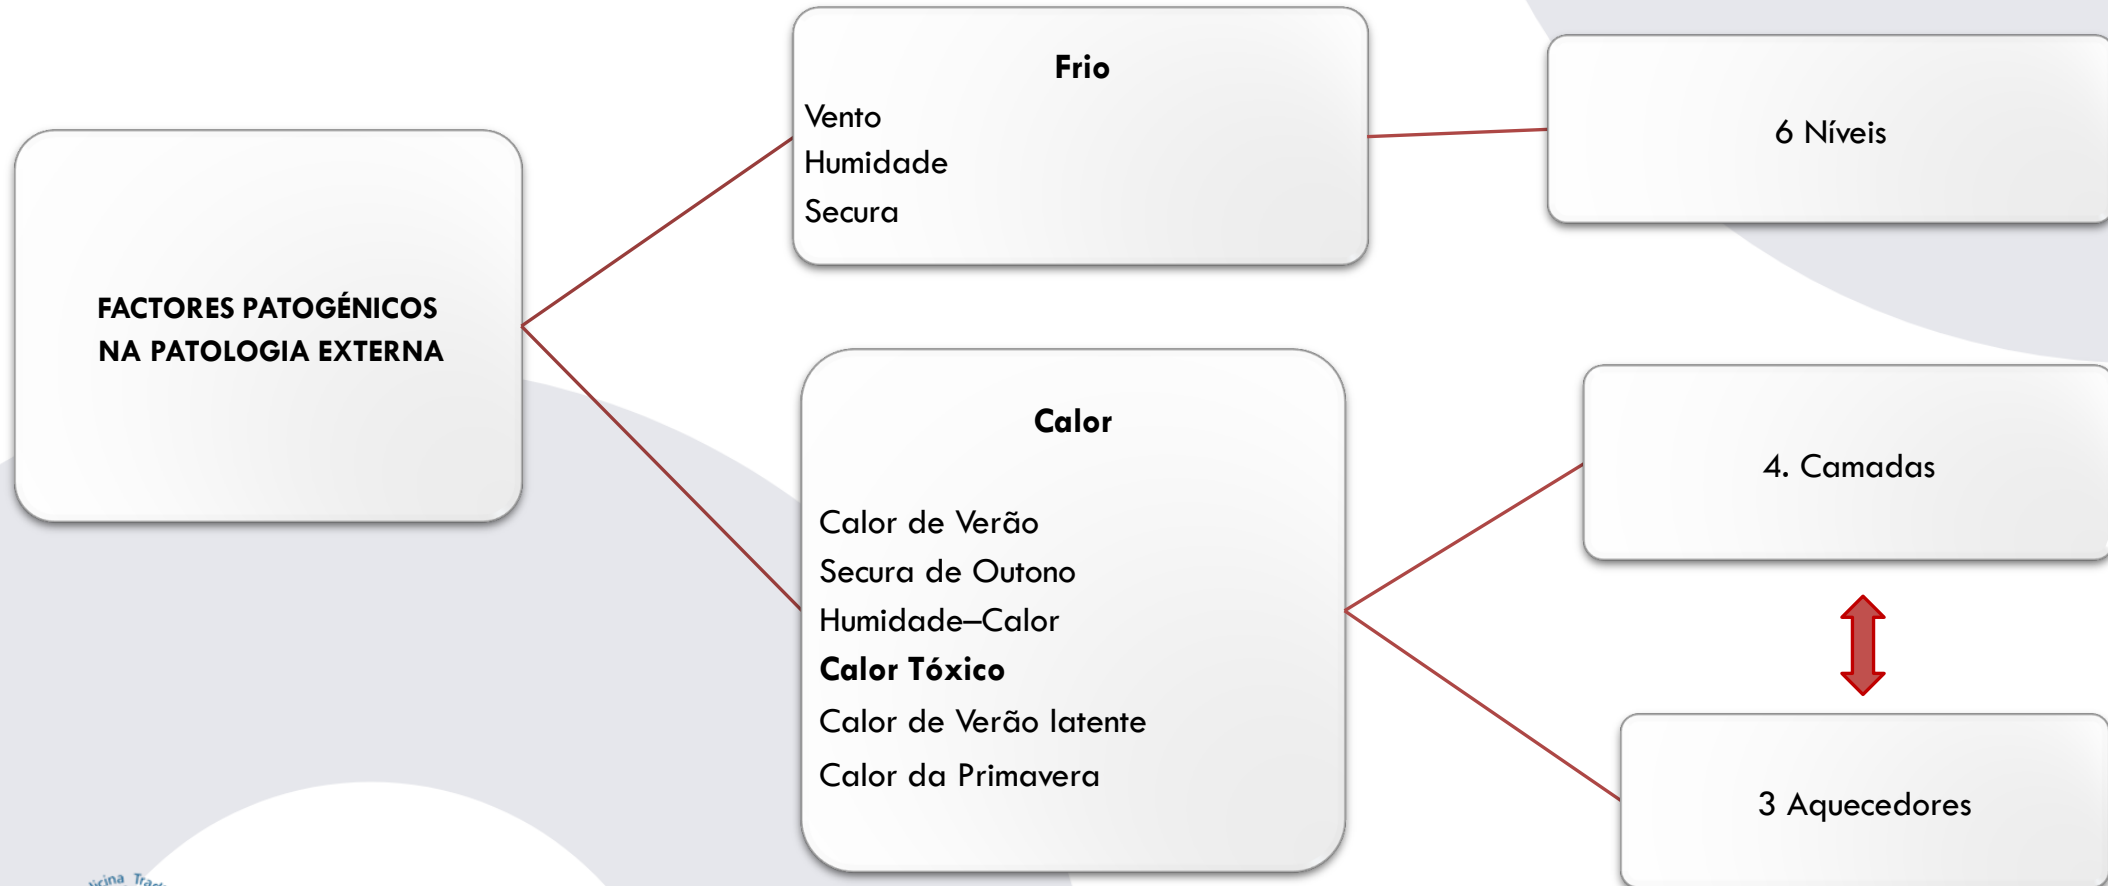 FACTORES PATOGÉNICOS
NA PATOLOGIA EXTERNA
Frio
Vento
Humidade
Secura
6 Níveis
Calor
Calor de Verão
Secura de Outono
Humidade–Calor
Calor Tóxico
Calor de Verão latente
Calor da Primavera
4. Camadas
3 Aquecedores